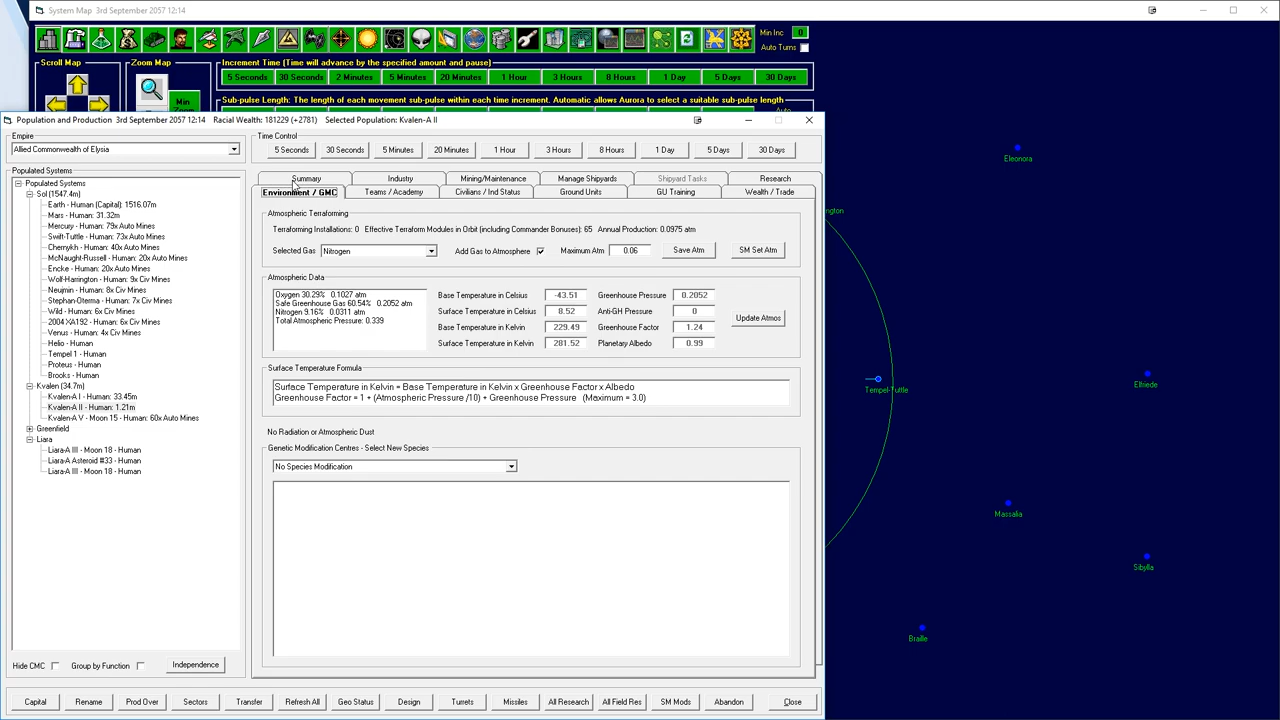 System Map 3rd September 2057 12:14
Min Inc 0
Auto Turns
Scroll Map
Zoom Map
Min
Increment Time (Time will advance by the specified amount and pause)
5 Seconds 30 Seconds 2 Minutes 5 Minutes 20 Minutes 1 Hour 3 Hours 8 Hours 1 Day 5 Days 30 Days
Sub-pulse Length: The length of each movement sub-pulse within each time increment. Automatic allows Aurora to select a suitable sub-pulse length
Population and Production 3rd September 2057 12:14 Racial Wealth: 181229 (+2781) Selected Population: Kvalen-A II
Empire
Allied Commonwealth of Elysia
Time Control
5 Seconds 30 Seconds 5 Minutes 20 Minutes 1 Hour 3 Hours 8 Hours 1 Day 5 Days 30 Days
Populated Systems
Populated Systems
Sol (1547.4m)
Earth - Human (Capital): 1516.07m
Mars - Human: 31.32m
Mercury - Human: 79x Auto Mines
Swift-Tuttle - Human: 73x Auto Mines
Chernykh - Human: 40x Auto Mines
McNaught-Russell - Human: 20x Auto Mines
Encke - Human: 20x Auto Mines
Wolf-Harrington - Human: 9x Civ Mines
Neujmin - Human: 8x Civ Mines
Stephan-Oterma - Human: 7x Civ Mines
Wild - Human: 6x Civ Mines
2004 XA192 - Human: 6x Civ Mines
Venus - Human: 4x Civ Mines
Helio - Human
Tempel 1 - Human
Proteus - Human
Brooks - Human
Kvalen (34.7m)
Kvalen-A I - Human: 33.45m
Kvalen-A II - Human: 1.21m
Kvalen-A V - Moon 15 - Human: 60x Auto Mines
Greenfield
Liara
Liara-A III - Moon 18 - Human
Liara-A Asteroid #33 - Human
Liara-A III - Moon 18 - Human
Hide CMC Group by Function Independence
Summary Industry Mining/Maintenance Manage Shipyards Shipyard Tasks Research
Environment / GMC Teams / Academy Civilians / Ind Status Ground Units GU Training Wealth / Trade
Atmospheric Terraforming
Terraforming Installations: 0 Effective Terraform Modules in Orbit (including Commander Bonuses): 65 Annual Production: 0.0975 atm
Selected Gas Nitrogen Add Gas to Atmosphere Maximum Atm 0.06 Save Atm SM Set Atm
Atmospheric Data
Oxygen 30.29% 0.1027 atm
Safe Greenhouse Gas 60.54% 0.2052 atm
Nitrogen 9.16% 0.0311 atm
Total Atmospheric Pressure: 0.339
Base Temperature in Celsius -43.51 Greenhouse Pressure 0.2052
Surface Temperature in Celsius 8.52 Anti-GH Pressure 0
Base Temperature in Kelvin 229.49 Greenhouse Factor 1.24
Surface Temperature in Kelvin 281.52 Planetary Albedo 0.99
Update Atmos
Surface Temperature Formula
Surface Temperature in Kelvin = Base Temperature in Kelvin x Greenhouse Factor x Albedo
Greenhouse Factor = 1 + (Atmospheric Pressure /10) + Greenhouse Pressure (Maximum = 3.0)
No Radiation or Atmospheric Dust
Genetic Modification Centres - Select New Species
No Species Modification
Capital Rename Prod Over Sectors Transfer Refresh All Geo Status Design Turrets Missiles All Research All Field Res SM Mods Abandon Close
Eleonora
ngton
Elfriede
Tempel-Tuttle
Massalia
Sibylla
Braille